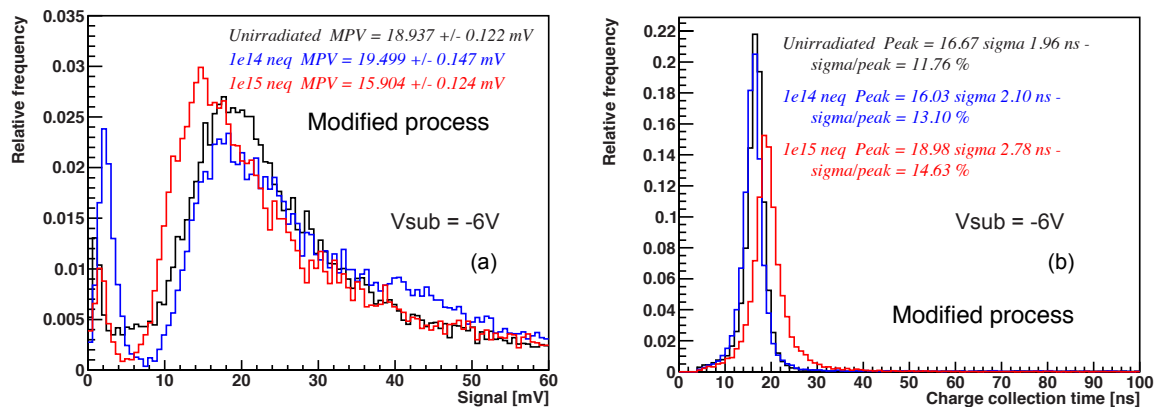 Relative frequency
0.035
0.03
0.025
0.02
0.015
0.01
0.005
0
0 10 20 30 40 50 60
Signal [mV]
Unirradiated MPV = 18.937 +/- 0.122 mV
1e14 neq MPV = 19.499 +/- 0.147 mV
1e15 neq MPV = 15.904 +/- 0.124 mV
Modified process
Vsub = -6V
(a)
Relative frequency
0.22
0.2
0.18
0.16
0.14
0.12
0.1
0.08
0.06
0.04
0.02
0
0 10 20 30 40 50 60 70 80 90 100
Charge collection time [ns]
Unirradiated Peak = 16.67 sigma 1.96 ns -
sigma/peak = 11.76 %
1e14 neq Peak = 16.03 sigma 2.10 ns -
sigma/peak = 13.10 %
1e15 neq Peak = 18.98 sigma 2.78 ns -
sigma/peak = 14.63 %
Vsub = -6V
(b)
Modified process